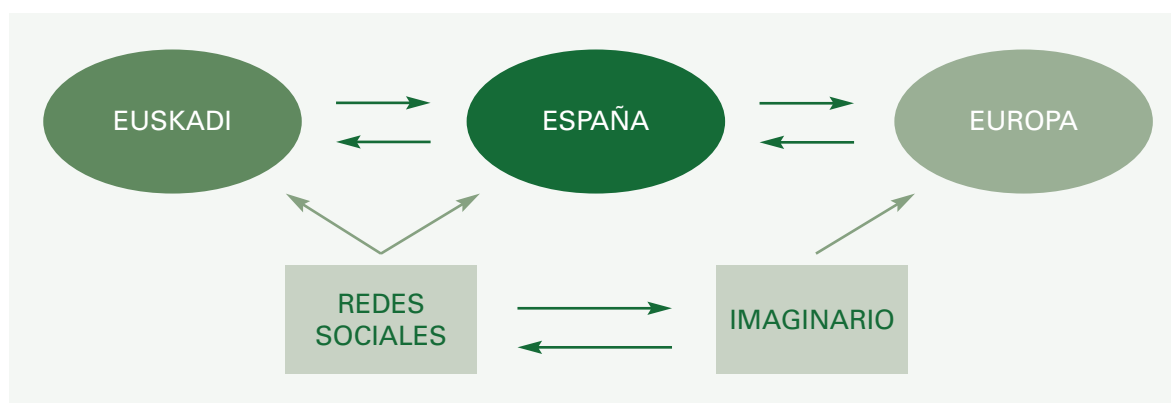 EUSKADI
ESPAÑA
EUROPA
REDES
SOCIALES
IMAGINARIO